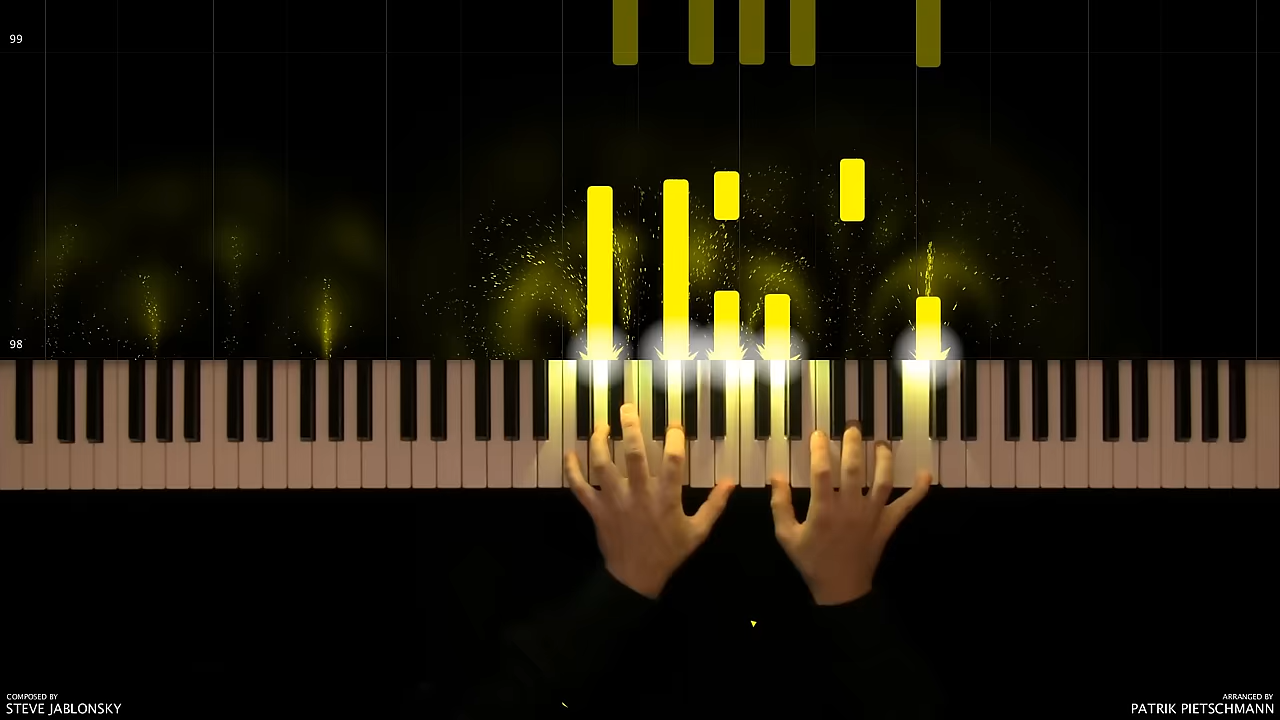 99
98
COMPOSED BY
STEVE JABLONSKY
ARRANGED BY
PATRIK PIETSCHMANN